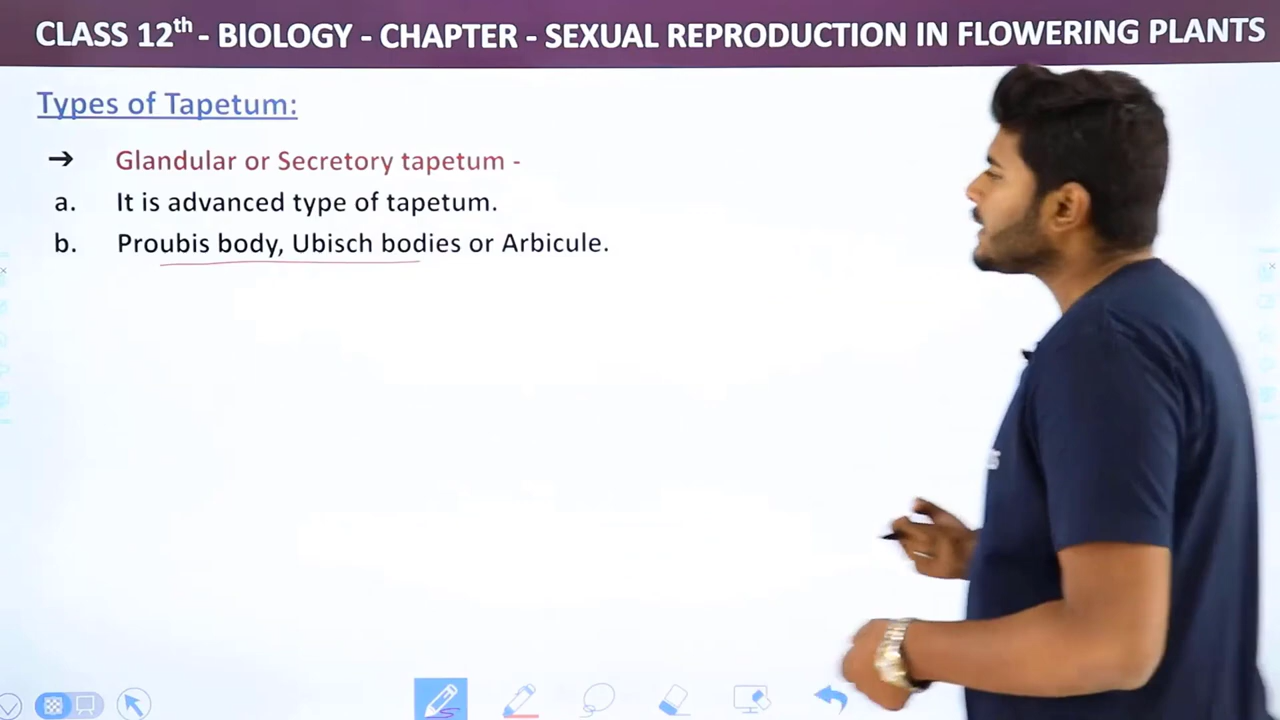 CLASS 12th - BIOLOGY - CHAPTER - SEXUAL REPRODUCTION IN FLOWERING PLANTS
Types of Tapetum:
➔ Glandular or Secretory tapetum -
a. It is advanced type of tapetum.
b. Proubis body, Ubisch bodies or Arbicule.